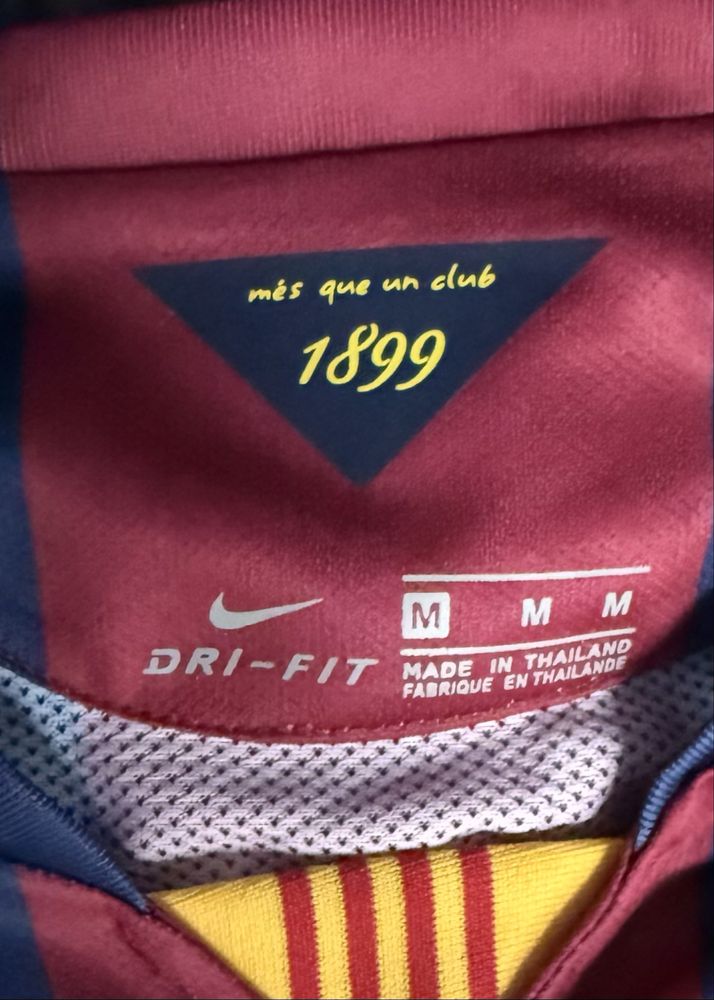 més que un club
1899
M M M
DRI-FIT
MADE IN THAILAND
FABRIQUE EN THAILANDE